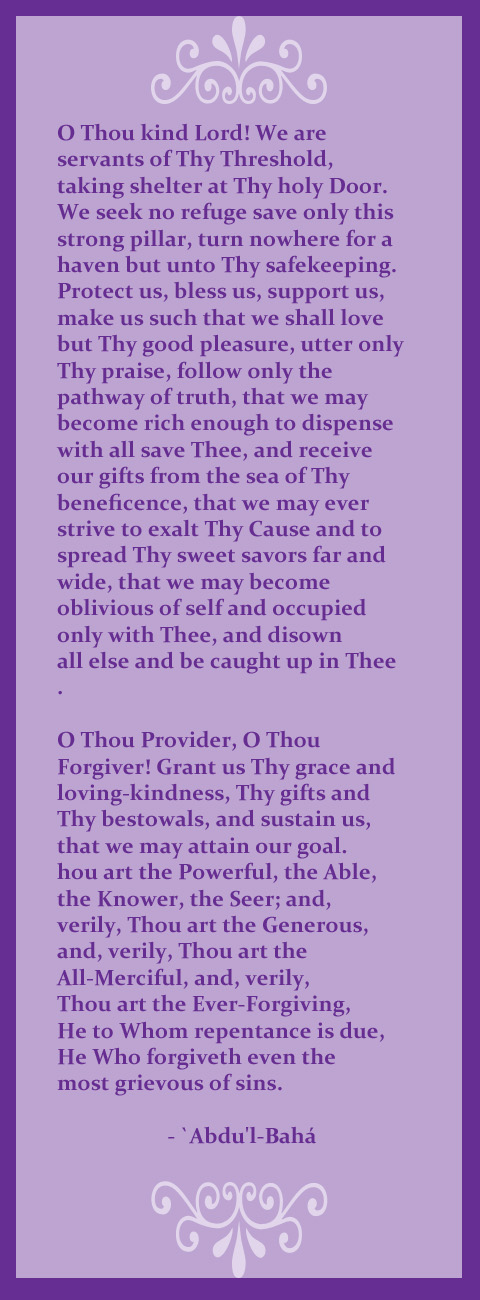 O Thou kind Lord! We are
servants of Thy Threshold,
taking shelter at Thy holy Door.
We seek no refuge save only this
strong pillar, turn nowhere for a
haven but unto Thy safekeeping.
Protect us, bless us, support us,
make us such that we shall love
but Thy good pleasure, utter only
Thy praise, follow only the
pathway of truth, that we may
become rich enough to dispense
with all save Thee, and receive
our gifts from the sea of Thy
beneficence, that we may ever
strive to exalt Thy Cause and to
spread Thy sweet savors far and
wide, that we may become
oblivious of self and occupied
only with Thee, and disown
all else and be caught up in Thee
.
O Thou Provider, O Thou
Forgiver! Grant us Thy grace and
loving-kindness, Thy gifts and
Thy bestowals, and sustain us,
that we may attain our goal.
hou art the Powerful, the Able,
the Knower, the Seer; and,
verily, Thou art the Generous,
and, verily, Thou art the
All-Merciful, and, verily,
Thou art the Ever-Forgiving,
He to Whom repentance is due,
He Who forgiveth even the
most grievous of sins.
- `Abdu'l-Bahá